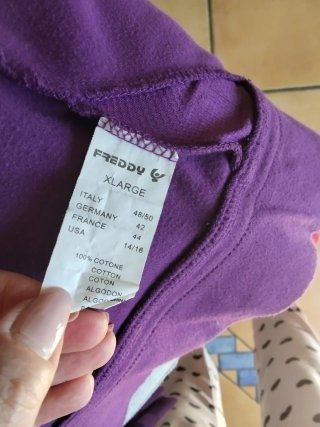 FREDDY
XLARGE
ITALY 48/50
GERMANY 42
FRANCE 44
USA 14/16
100% COTONE
COTTON
COTON
ALGODON